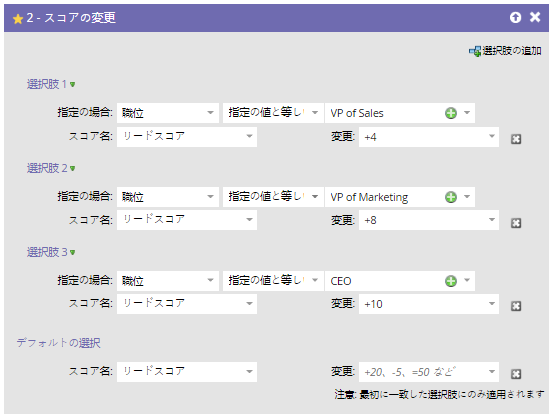 2 - スコアの変更
選択肢の追加
選択肢 1
指定の場合: 職位 指定の値と等しい VP of Sales
スコア名: リードスコア 変更: +4
選択肢 2
指定の場合: 職位 指定の値と等しい VP of Marketing
スコア名: リードスコア 変更: +8
選択肢 3
指定の場合: 職位 指定の値と等しい CEO
スコア名: リードスコア 変更: +10
デフォルトの選択
スコア名: リードスコア 変更: +20、-5、=50 など
注意: 最初に一致した選択肢にのみ適用されます